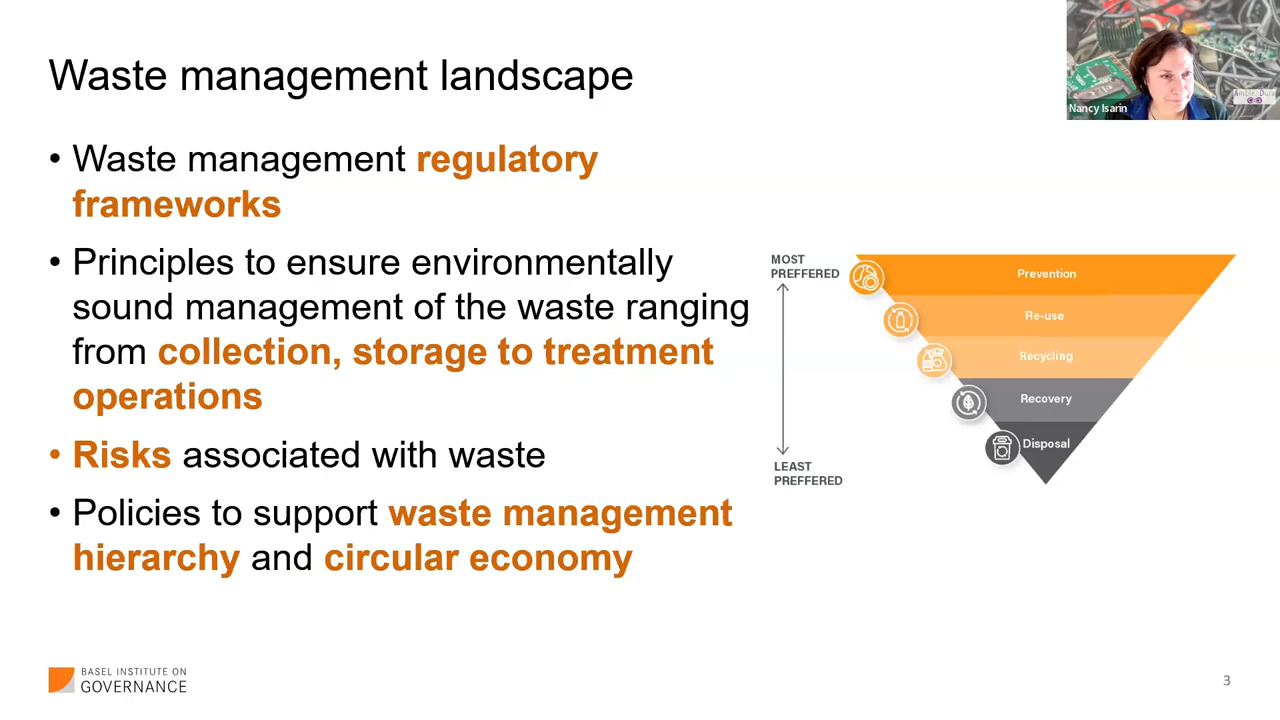 Waste management landscape
• Waste management regulatory
frameworks
• Principles to ensure environmentally
sound management of the waste ranging
from collection, storage to treatment
operations
• Risks associated with waste
• Policies to support waste management
hierarchy and circular economy
MOST
PREFFERED
Prevention
Re-use
Recycling
Recovery
Disposal
LEAST
PREFFERED
Nancy Isarin
BASEL INSTITUTE ON
GOVERNANCE
3